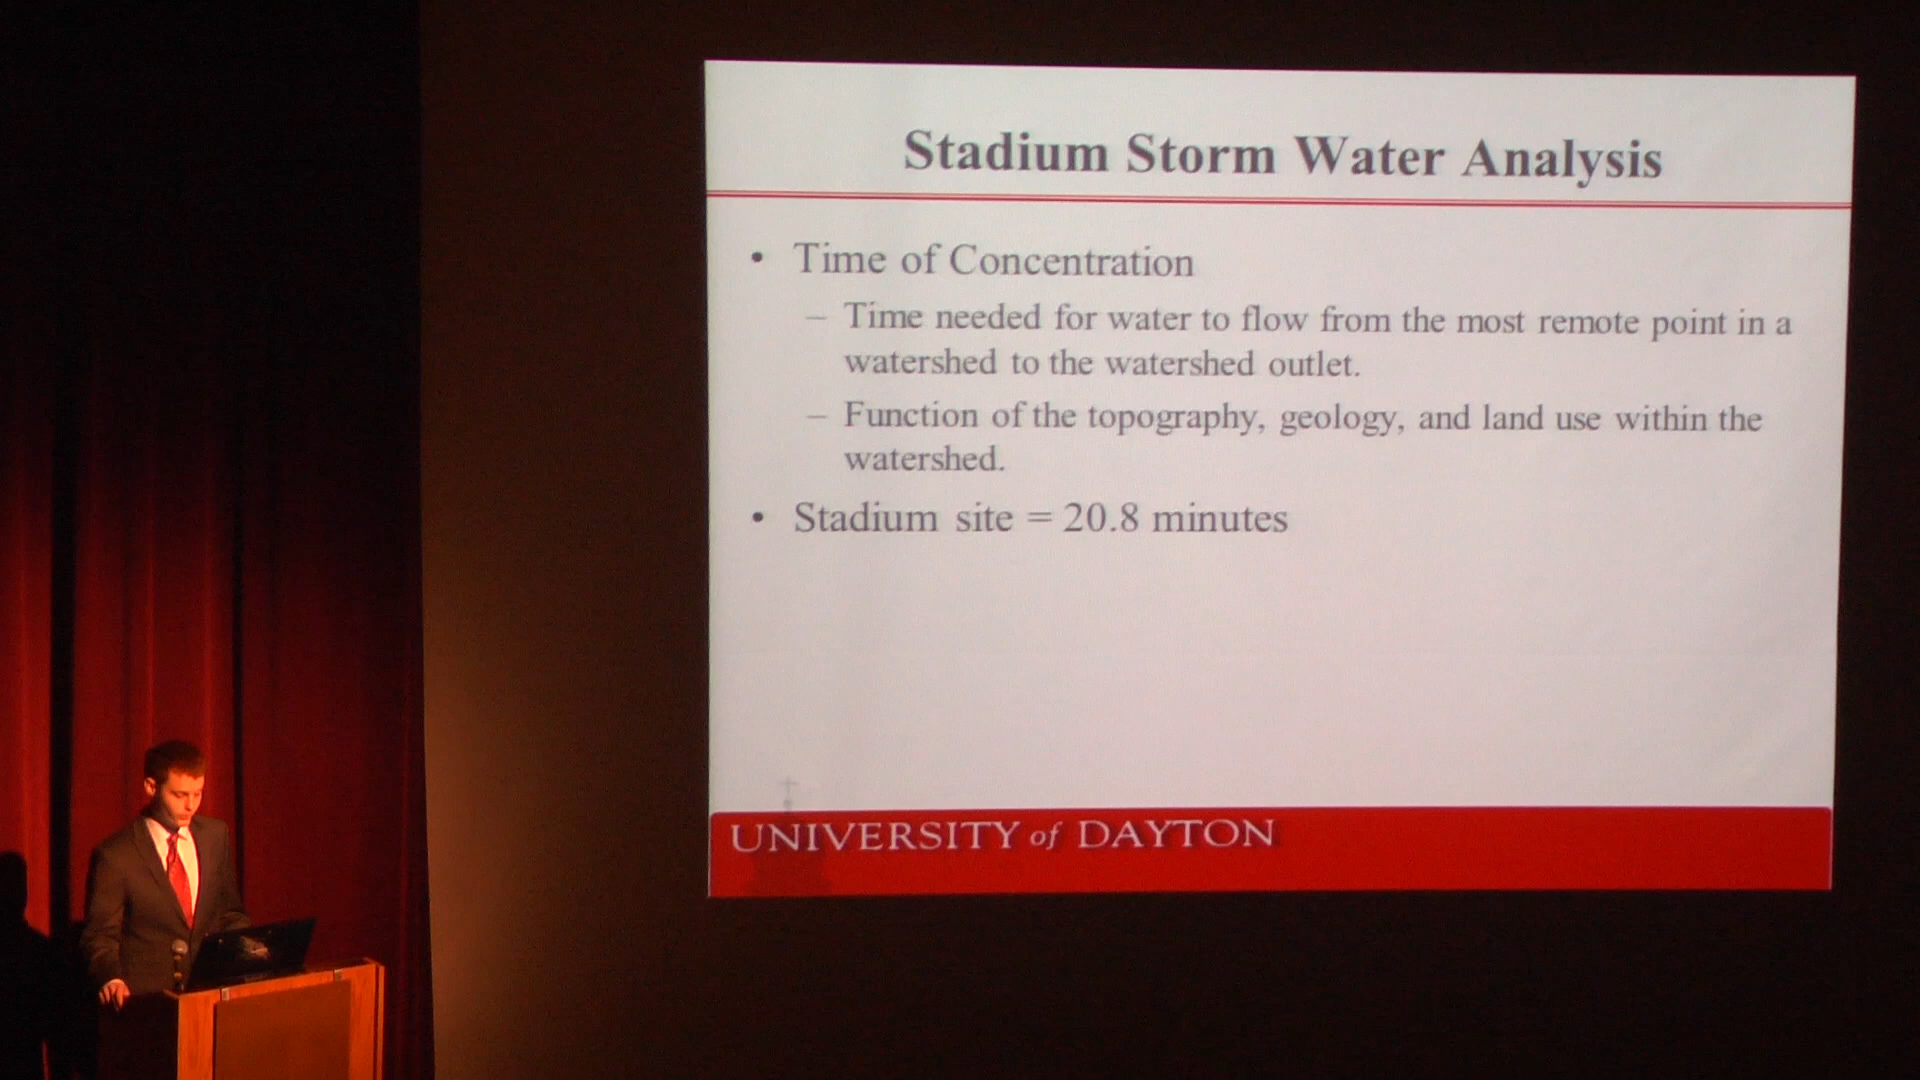 Stadium Storm Water Analysis
• Time of Concentration
– Time needed for water to flow from the most remote point in a
watershed to the watershed outlet.
– Function of the topography, geology, and land use within the
watershed.
• Stadium site = 20.8 minutes
UNIVERSITY of DAYTON